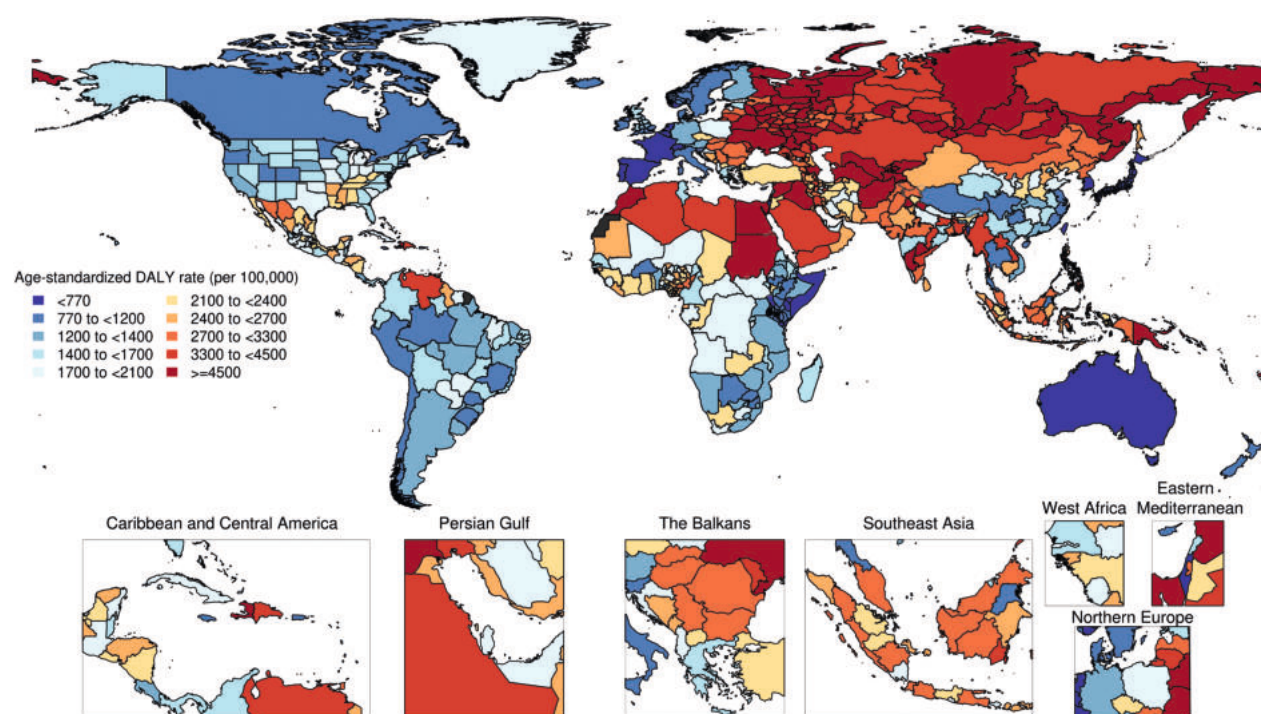 Age-standardized DALY rate (per 100,000)
<770
770 to <1200
1200 to <1400
1400 to <1700
1700 to <2100
2100 to <2400
2400 to <2700
2700 to <3300
3300 to <4500
>=4500
Caribbean and Central America
Persian Gulf
The Balkans
Southeast Asia
West Africa
Eastern
Mediterranean
Northern Europe